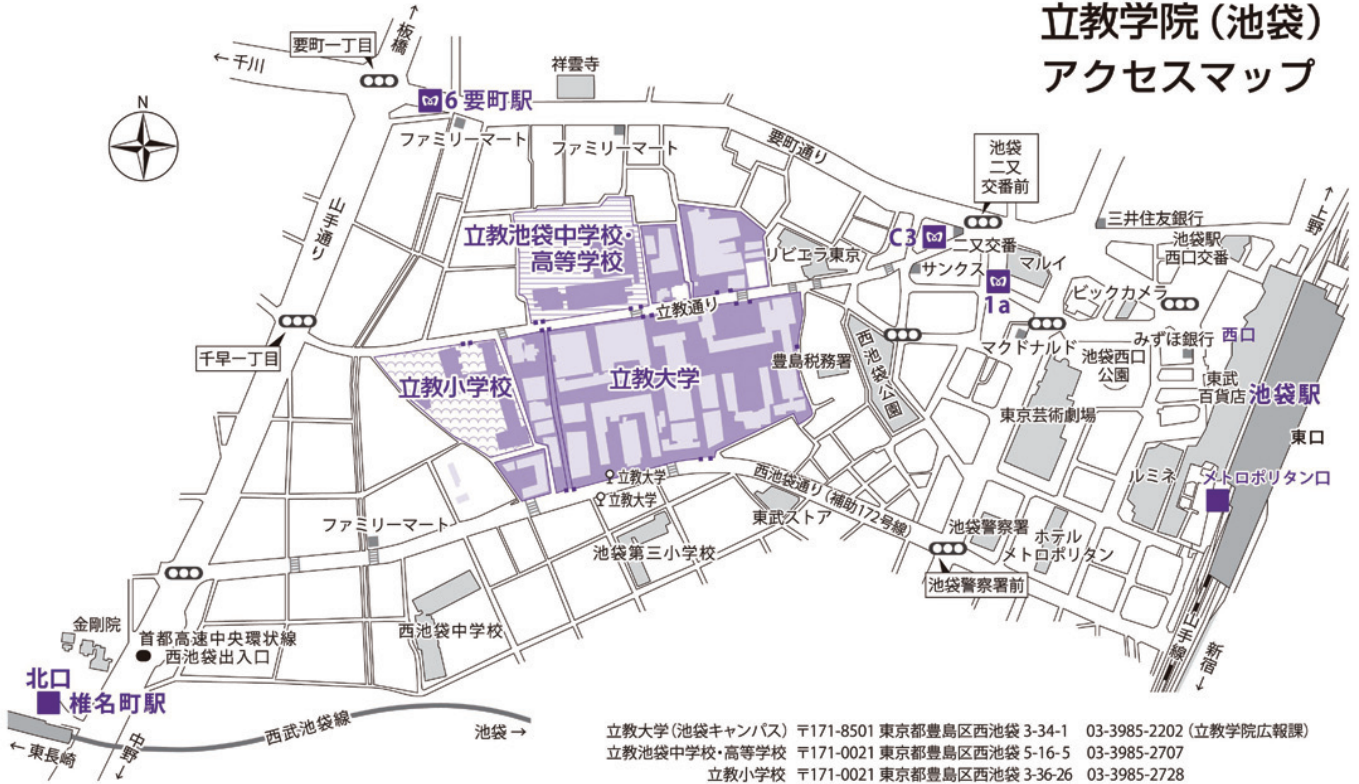 立教学院（池袋）
アクセスマップ
↑
板橋
要町一丁目
← 千川
祥雲寺
N
6 要町駅
ファミリーマート
ファミリーマート
要町通り
池袋
二又
交番前
三井住友銀行
↑
上野
山手通り
立教池袋中学校・
高等学校
C3
二又交番
池袋駅
西口交番
リビエラ東京
サンクス
マルイ
1a
ビックカメラ
立教通り
千早一丁目
マクドナルド
みずほ銀行
西口
豊島税務署
西池袋公園
池袋西口
公園
立教小学校
立教大学
東武
百貨店
池袋駅
東京芸術劇場
東口
ルミネ
メトロポリタン口
立教大学
立教大学
西池袋通り（補助172号線）
東武ストア
ファミリーマート
池袋警察署
ホテル
メトロポリタン
池袋第三小学校
池袋警察署前
金剛院
首都高速中央環状線
西池袋出入口
西池袋中学校
山手線
新宿
↓
北口
椎名町駅
西武池袋線
池袋 →
← 東長崎
中野
↓
立教大学（池袋キャンパス） 〒171-8501 東京都豊島区西池袋 3-34-1 03-3985-2202（立教学院広報課）
立教池袋中学校・高等学校 〒171-0021 東京都豊島区西池袋 5-16-5 03-3985-2707
立教小学校 〒171-0021 東京都豊島区西池袋 3-36-26 03-3985-2728